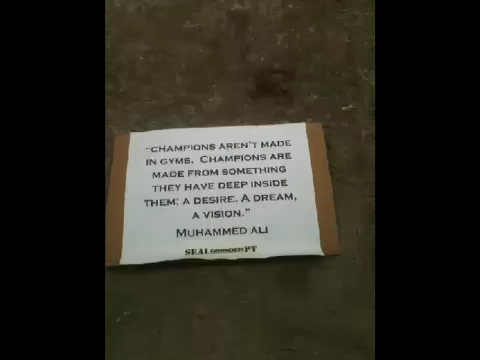 "CHAMPIONS AREN'T MADE
IN GYMS. CHAMPIONS ARE
MADE FROM SOMETHING
THEY HAVE DEEP INSIDE
THEM: A DESIRE. A DREAM,
A VISION."
MUHAMMED ALI
SEAL GRINDER PT